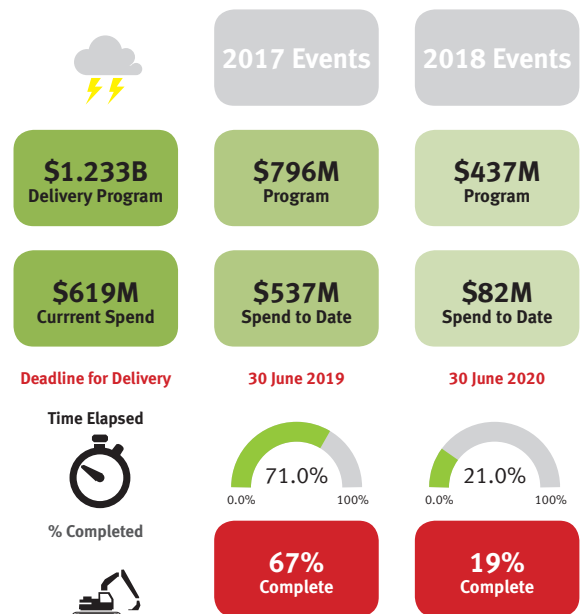 2017 Events
2018 Events
$1.233B
Delivery Program
$796M
Program
$437M
Program
$619M
Currrent Spend
$537M
Spend to Date
$82M
Spend to Date
Deadline for Delivery
30 June 2019
30 June 2020
Time Elapsed
71.0%
0.0%
100%
21.0%
0.0%
100%
% Completed
67%
Complete
19%
Complete